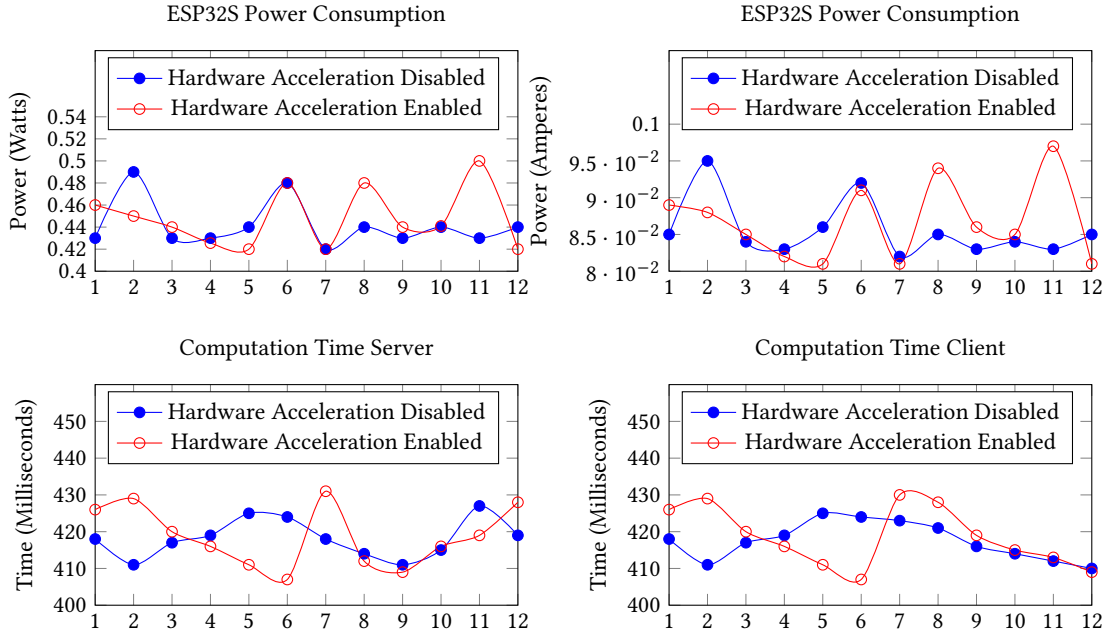 ESP32S Power Consumption
Hardware Acceleration Disabled
Hardware Acceleration Enabled
Power (Watts)
0.54
0.52
0.5
0.48
0.46
0.44
0.42
0.4
1 2 3 4 5 6 7 8 9 10 11 12
ESP32S Power Consumption
Hardware Acceleration Disabled
Hardware Acceleration Enabled
Power (Amperes)
0.1
9.5 · 10⁻²
9 · 10⁻²
8.5 · 10⁻²
8 · 10⁻²
1 2 3 4 5 6 7 8 9 10 11 12
Computation Time Server
Hardware Acceleration Disabled
Hardware Acceleration Enabled
Time (Milliseconds)
450
440
430
420
410
400
1 2 3 4 5 6 7 8 9 10 11 12
Computation Time Client
Hardware Acceleration Disabled
Hardware Acceleration Enabled
Time (Milliseconds)
450
440
430
420
410
400
1 2 3 4 5 6 7 8 9 10 11 12